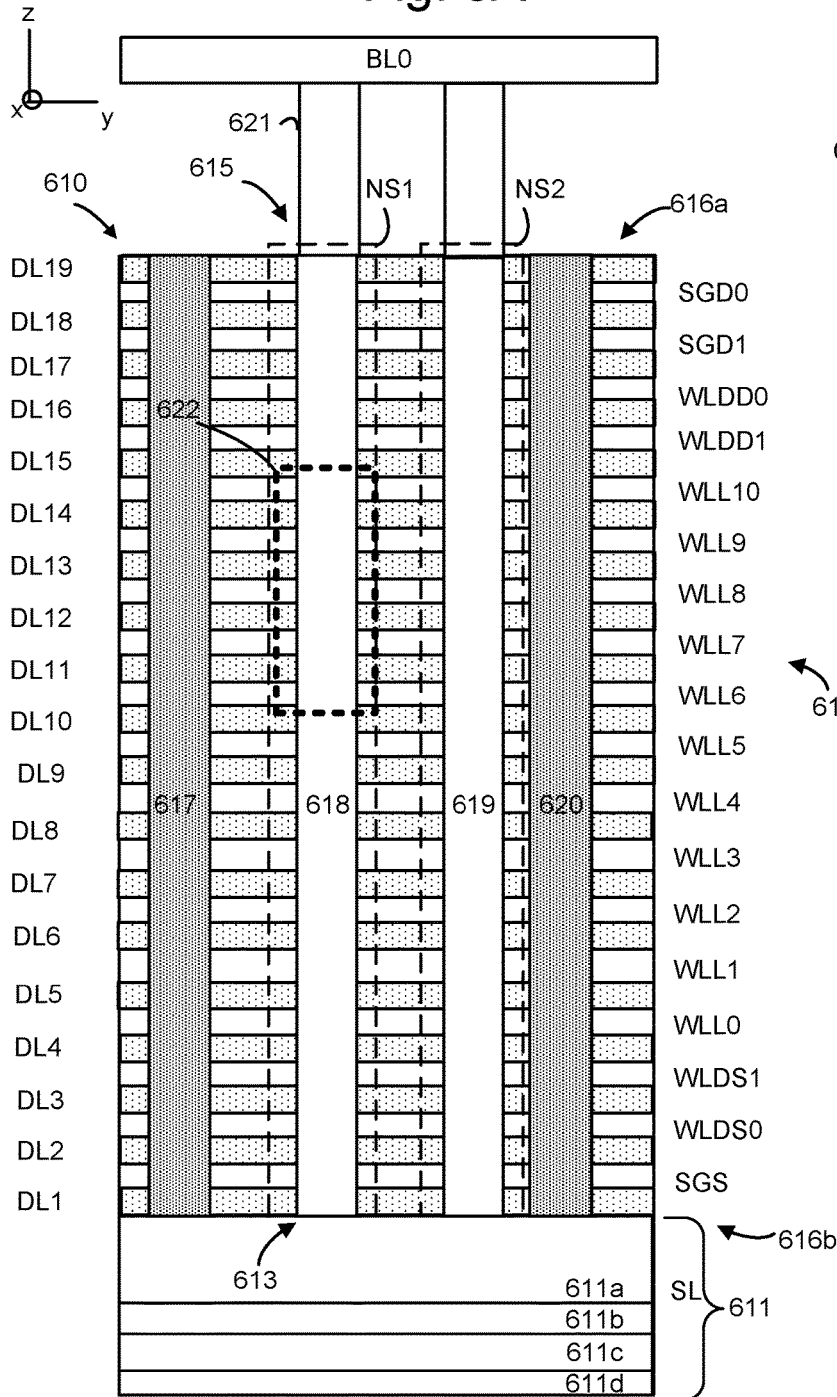 z
BL0
x
y
621
615
NS1
NS2
610
616a
DL19
SGD0
DL18
SGD1
DL17
WLDD0
DL16
622
WLDD1
DL15
WLL10
DL14
WLL9
DL13
WLL8
DL12
WLL7
DL11
WLL6
DL10
WLL5
DL9
WLL4
617
618
619
620
DL8
WLL3
DL7
WLL2
DL6
WLL1
DL5
WLL0
DL4
WLDS1
DL3
WLDS0
DL2
SGS
DL1
616b
613
611a
SL
611
611b
611c
611d